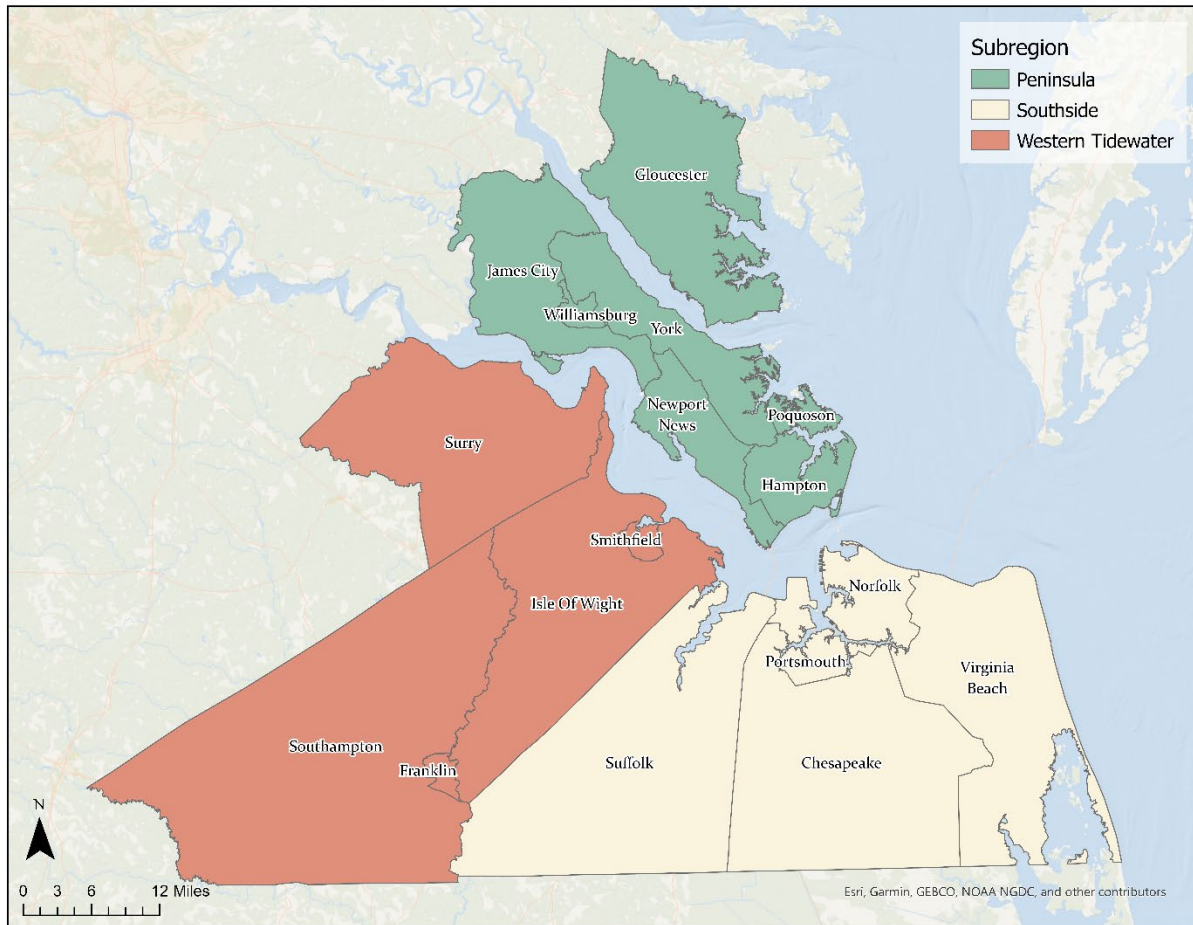 Subregion
Peninsula
Southside
Western Tidewater
Gloucester
James City
Williamsburg
York
Newport
News
Poquoson
Surry
Hampton
Smithfield
Norfolk
Isle Of Wight
Portsmouth
Virginia
Beach
Southampton
Franklin
Suffolk
Chesapeake
N
0 3 6 12 Miles
Esri, Garmin, GEBCO, NOAA NGDC, and other contributors